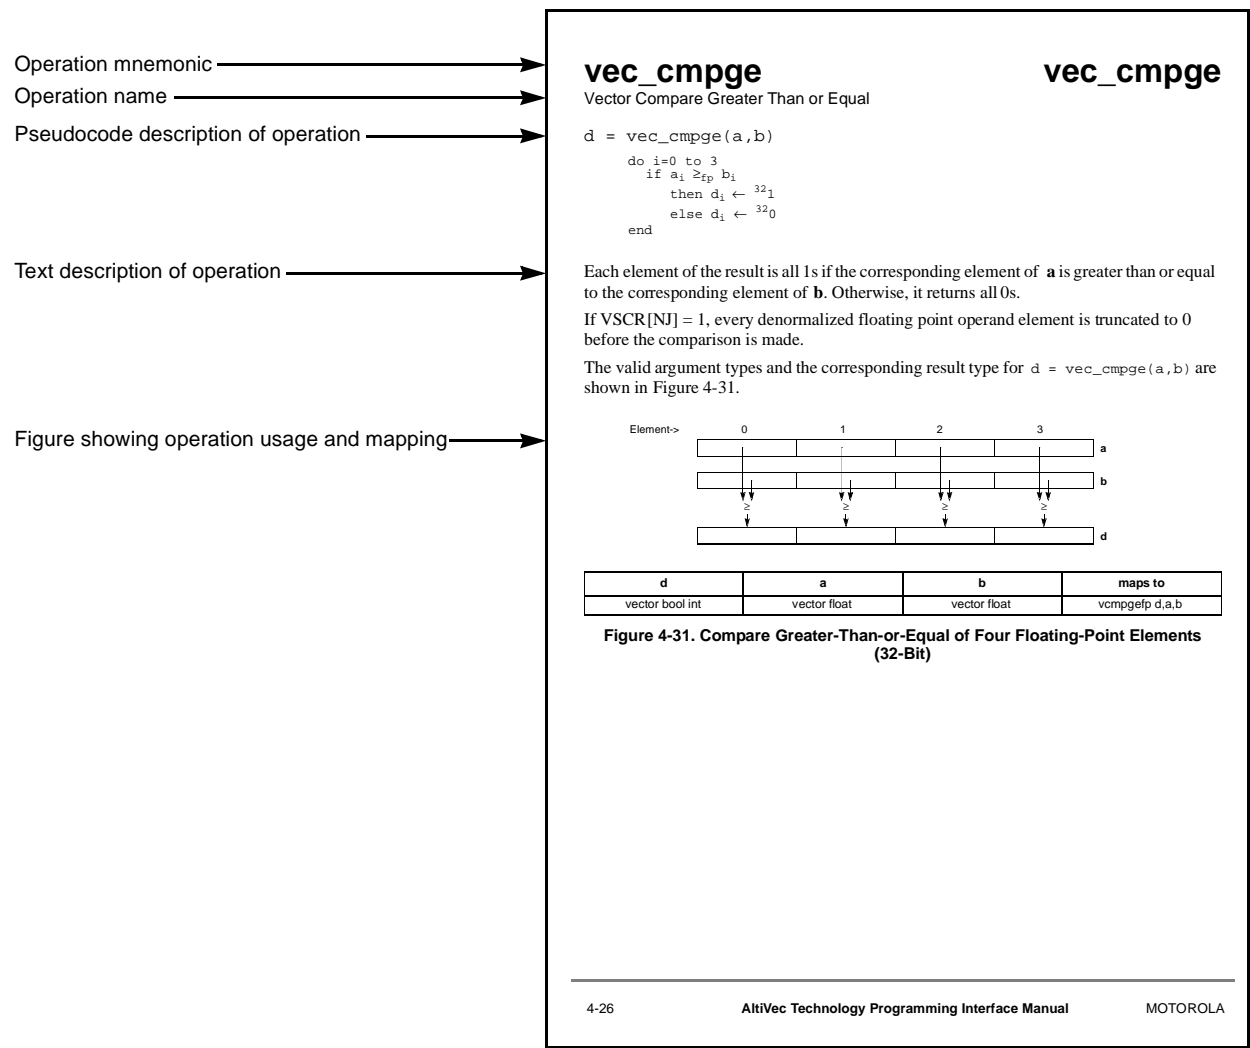 Operation mnemonic
Operation name
Pseudocode description of operation
Text description of operation
Figure showing operation usage and mapping
vec_cmpge vec_cmpge
Vector Compare Greater Than or Equal
d = vec_cmpge(a,b)
do i=0 to 3
if aᵢ ≥fp bᵢ
then dᵢ ← ³²1
else dᵢ ← ³²0
end
Each element of the result is all 1s if the corresponding element of a is greater than or equal
to the corresponding element of b. Otherwise, it returns all 0s.
If VSCR[NJ] = 1, every denormalized floating point operand element is truncated to 0
before the comparison is made.
The valid argument types and the corresponding result type for d = vec_cmpge(a,b) are
shown in Figure 4-31.
Element-> 0 1 2 3
a
b
≥ ≥ ≥ ≥
d
d a b maps to
vector bool int vector float vector float vcmpgefp d,a,b
Figure 4-31. Compare Greater-Than-or-Equal of Four Floating-Point Elements
(32-Bit)
4-26 AltiVec Technology Programming Interface Manual MOTOROLA